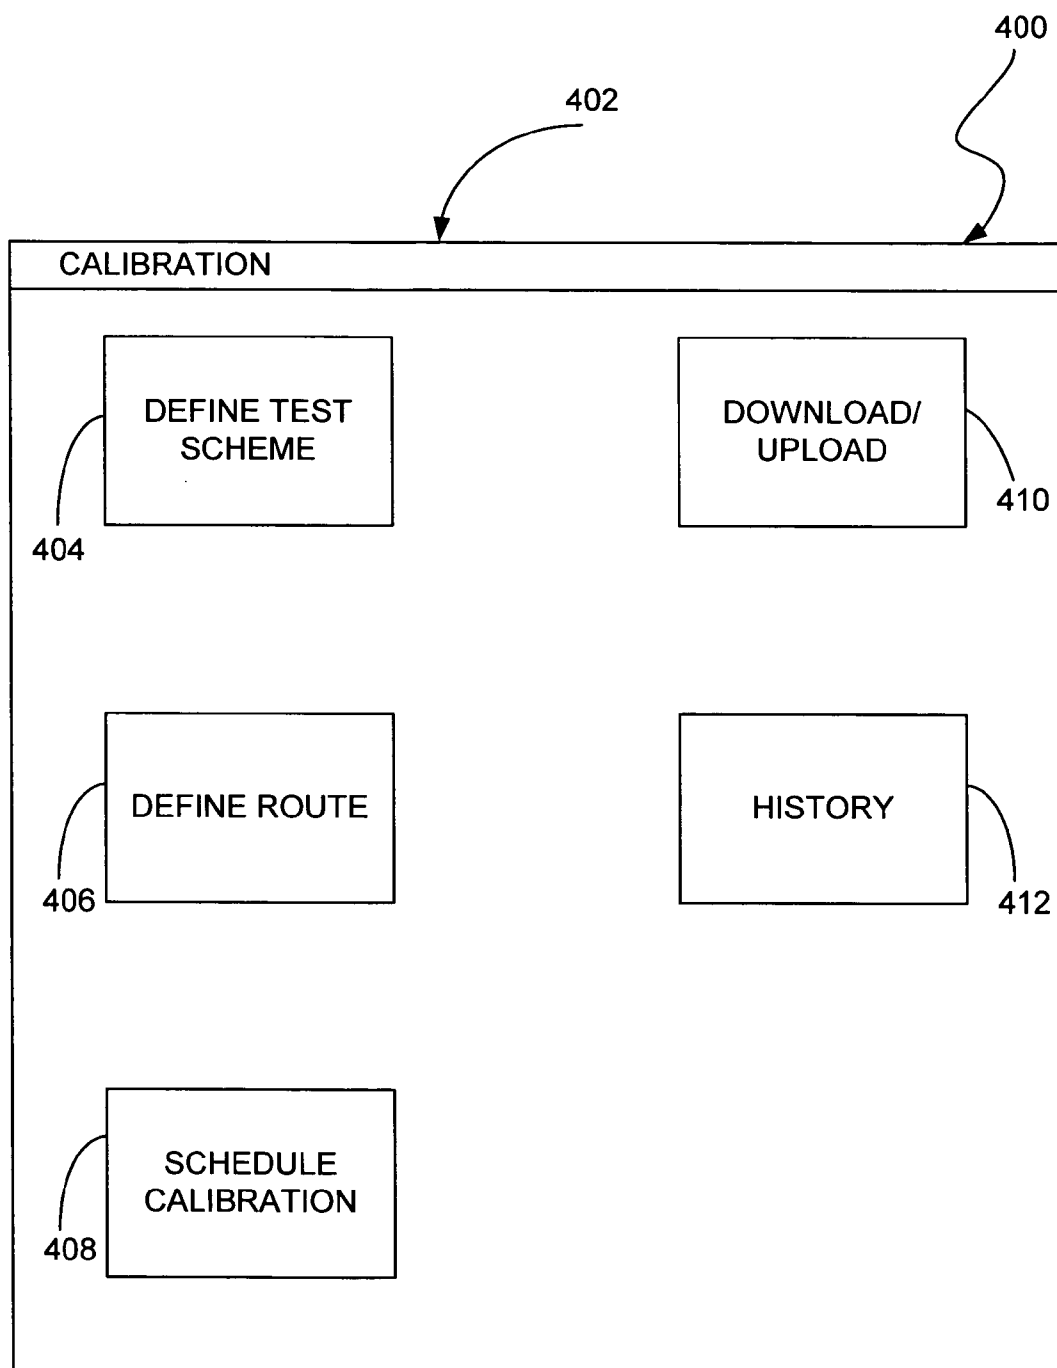 400
402
CALIBRATION
DEFINE TEST
SCHEME
404
DOWNLOAD/
UPLOAD
410
DEFINE ROUTE
406
HISTORY
412
SCHEDULE
CALIBRATION
408